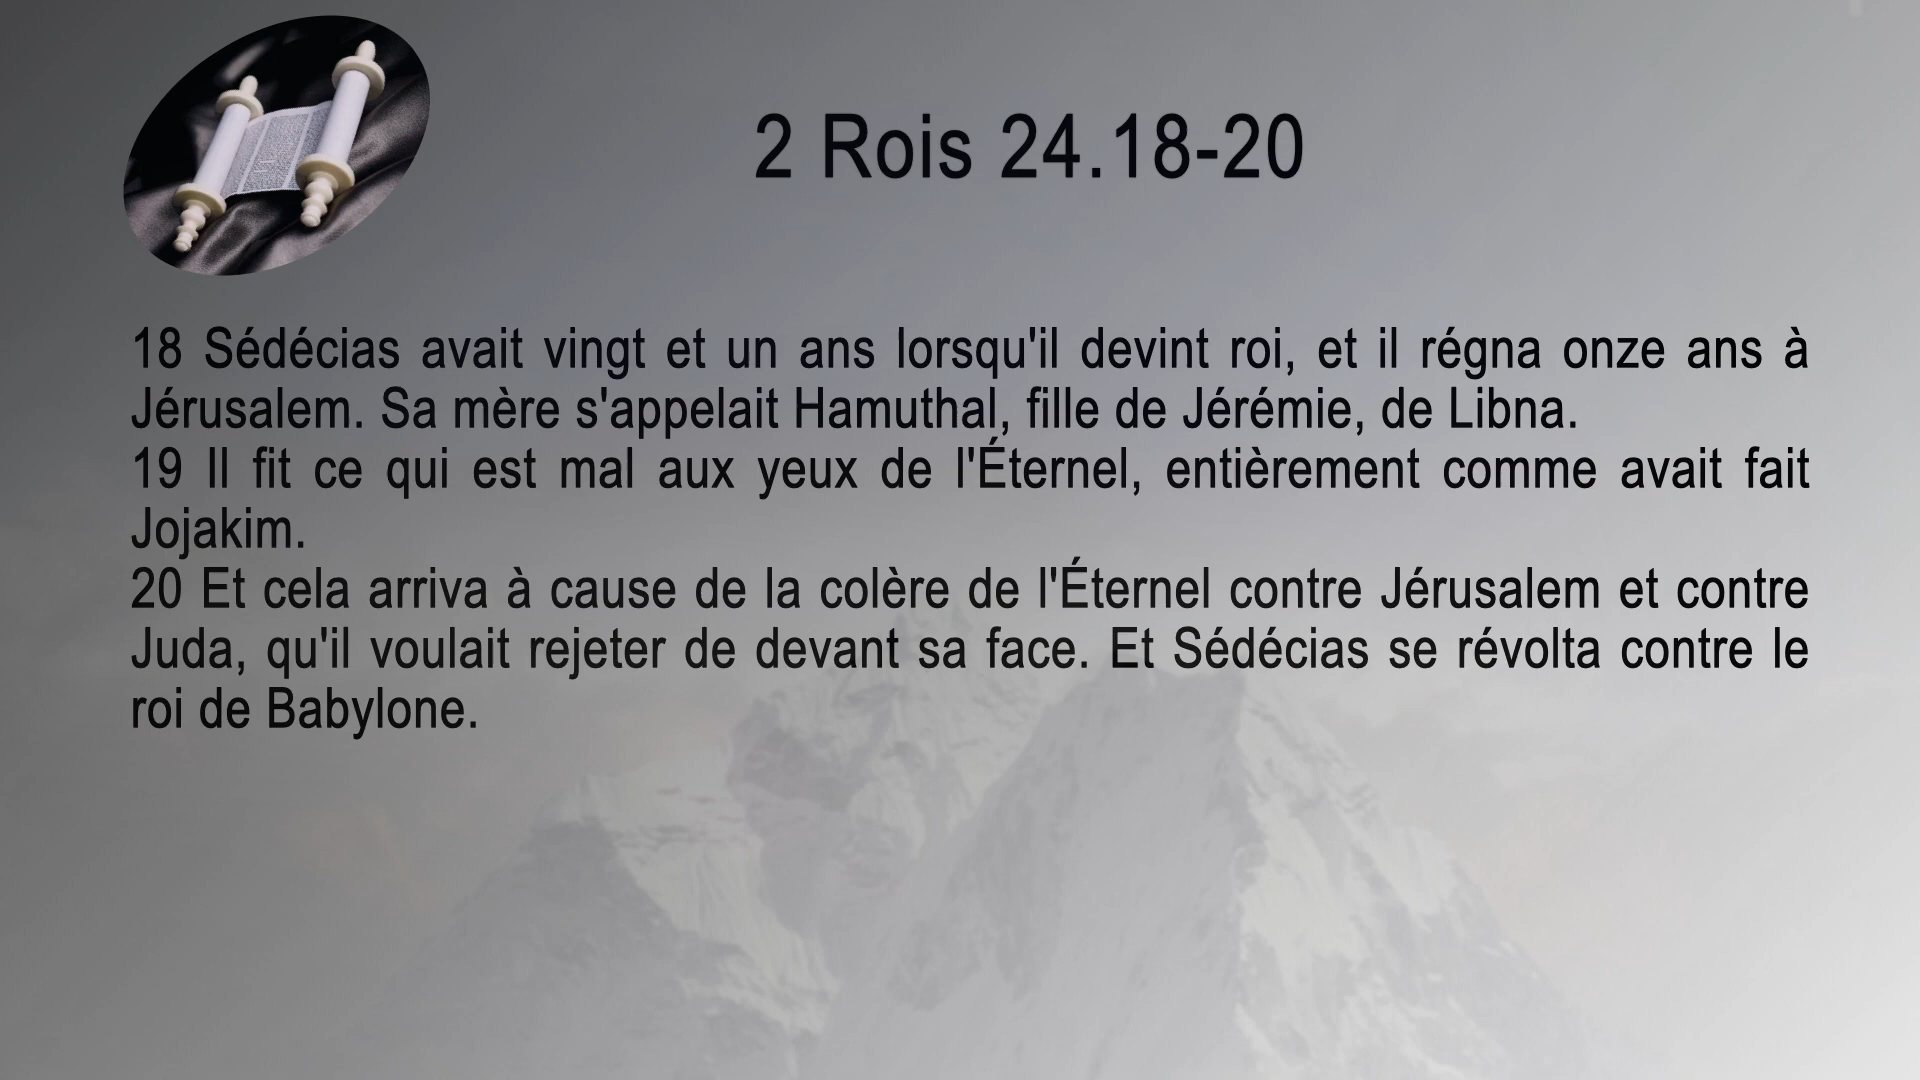 2 Rois 24.18-20
18 Sédécias avait vingt et un ans lorsqu'il devint roi, et il régna onze ans à
Jérusalem. Sa mère s'appelait Hamuthal, fille de Jérémie, de Libna.
19 Il fit ce qui est mal aux yeux de l'Éternel, entièrement comme avait fait
Jojakim.
20 Et cela arriva à cause de la colère de l'Éternel contre Jérusalem et contre
Juda, qu'il voulait rejeter de devant sa face. Et Sédécias se révolta contre le
roi de Babylone.